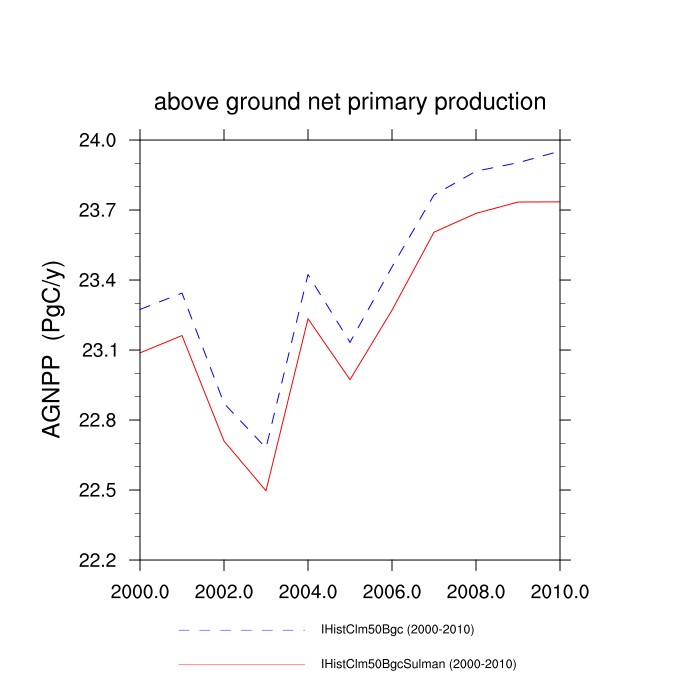 above ground net primary production
24.0
23.7
23.4
23.1
22.8
22.5
22.2
AGNPP (PgC/y)
2000.0 2002.0 2004.0 2006.0 2008.0 2010.0
IHistClm50Bgc (2000-2010)
IHistClm50BgcSulman (2000-2010)